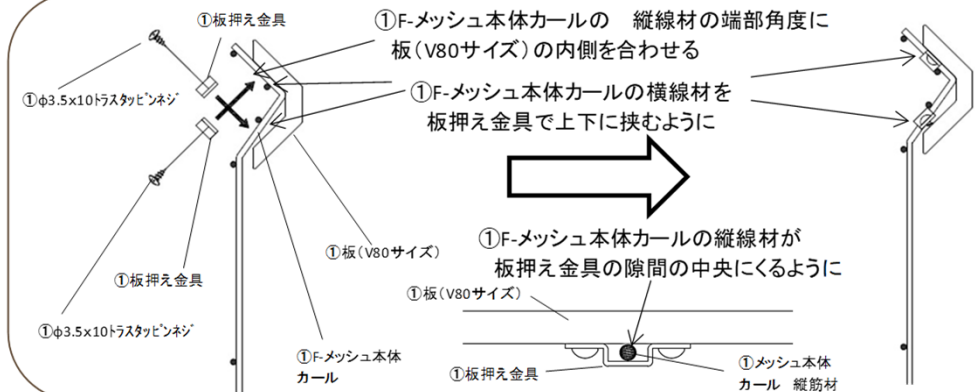 ①板押え金具
①φ3.5x10ﾄﾗｽﾀｯﾋﾟﾝﾈｼﾞ
①F-メッシュ本体カールの　縦線材の端部角度に
板(V80サイズ)の内側を合わせる
①F-メッシュ本体カールの横線材を
板押え金具で上下に挟むように
①板(V80サイズ)
①板押え金具
①φ3.5x10ﾄﾗｽﾀｯﾋﾟﾝﾈｼﾞ
①F-メッシュ本体
カール
①F-メッシュ本体カールの縦線材が
板押え金具の隙間の中央にくるように
①板(V80サイズ)
①板押え金具
①メッシュ本体
カール　縦筋材